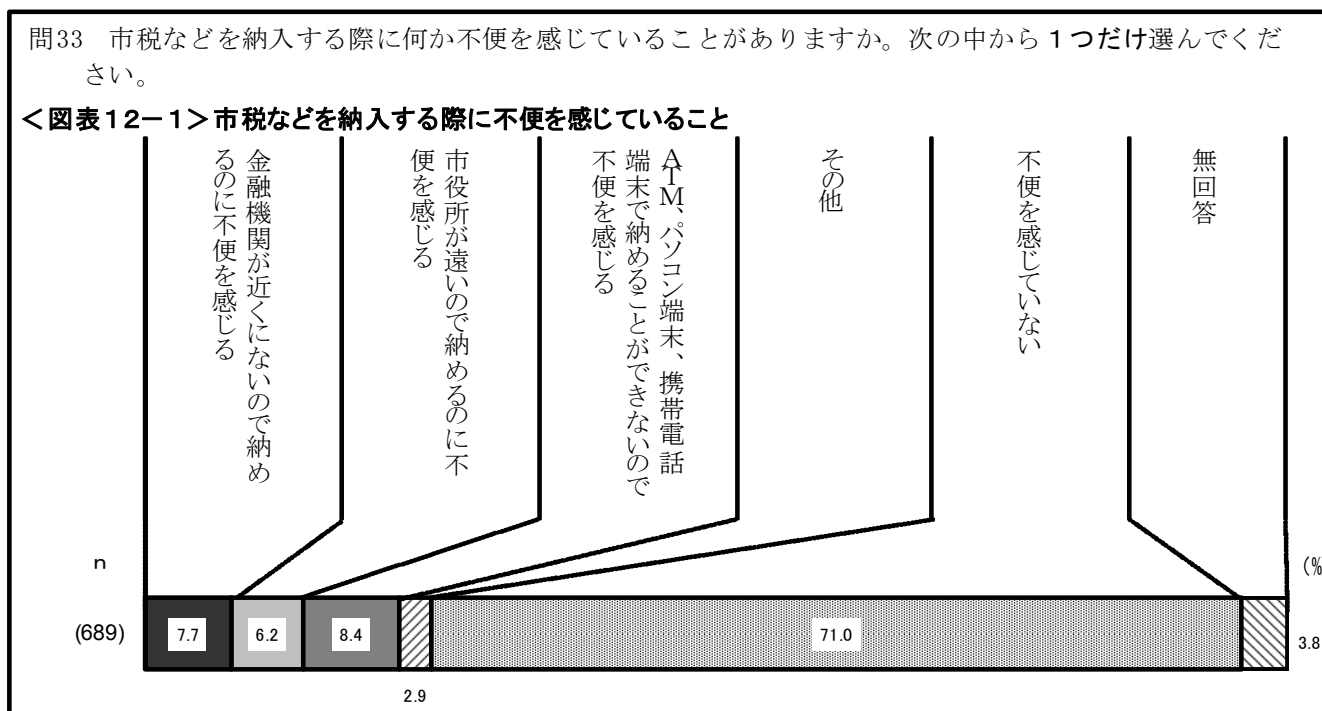 問33 市税などを納入する際に何か不便を感じていることがありますか。次の中から１つだけ選んでくだ
さい。
＜図表１２－１＞市税などを納入する際に不便を感じていること
金融機関が近くにないので納め
るのに不便を感じる
市役所が遠いので納めるのに不
便を感じる
ＡＴＭ、パソコン端末、携帯電話
端末で納めることができないので
不便を感じる
その他
不便を感じていない
無回答
ｎ
(%
(689)
7.7
6.2
8.4
2.9
71.0
3.8